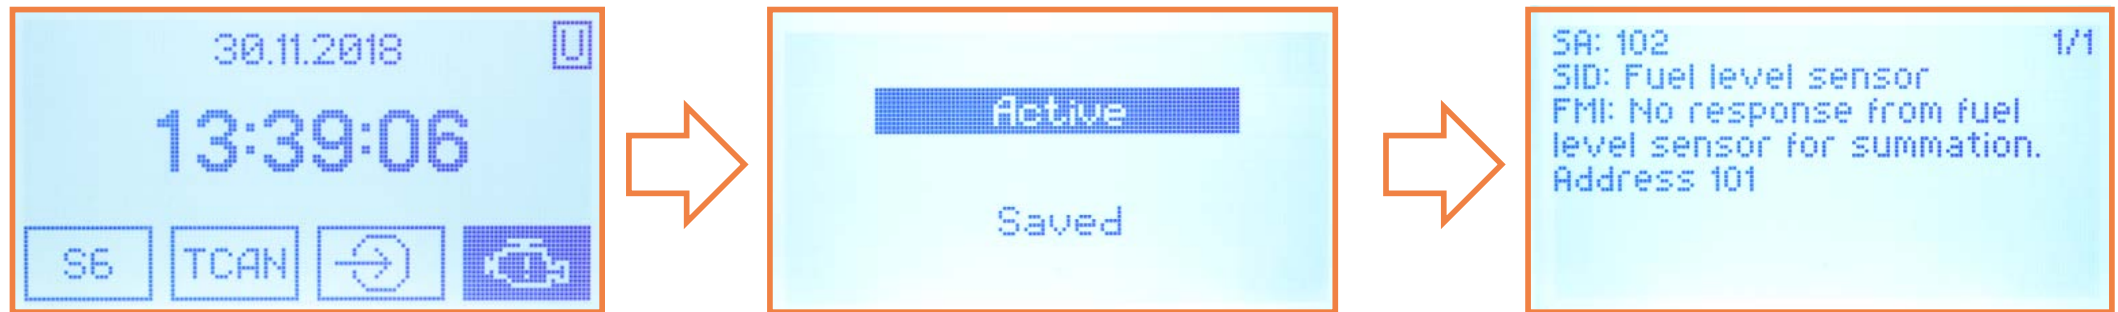 30.11.2018
U
13:39:06
S6
TCAN
Active
Saved
SA: 102
1/1
SID: Fuel level sensor
FMI: No response from fuel
level sensor for summation.
Address 101